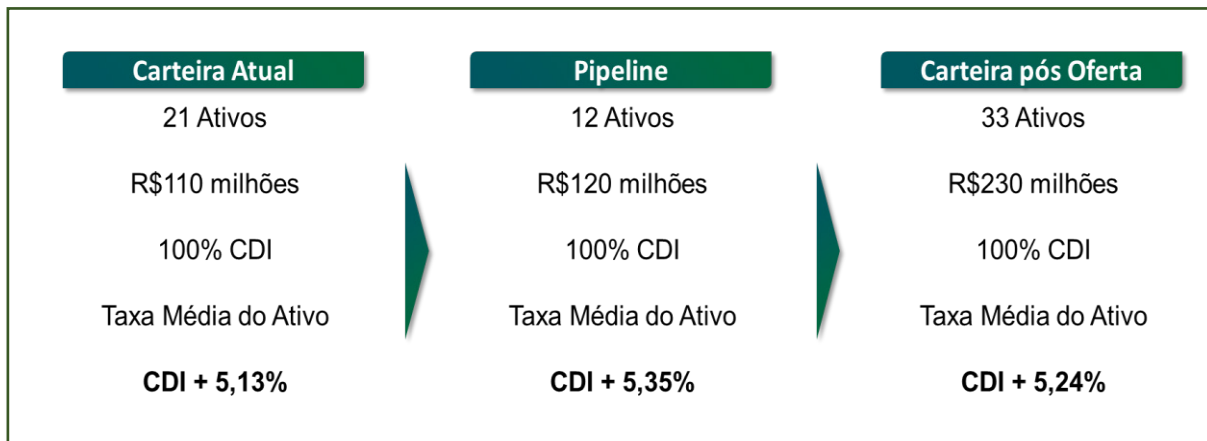 Carteira Atual
21 Ativos
R$110 milhões
100% CDI
Taxa Média do Ativo
CDI + 5,13%
Pipeline
12 Ativos
R$120 milhões
100% CDI
Taxa Média do Ativo
CDI + 5,35%
Carteira pós Oferta
33 Ativos
R$230 milhões
100% CDI
Taxa Média do Ativo
CDI + 5,24%